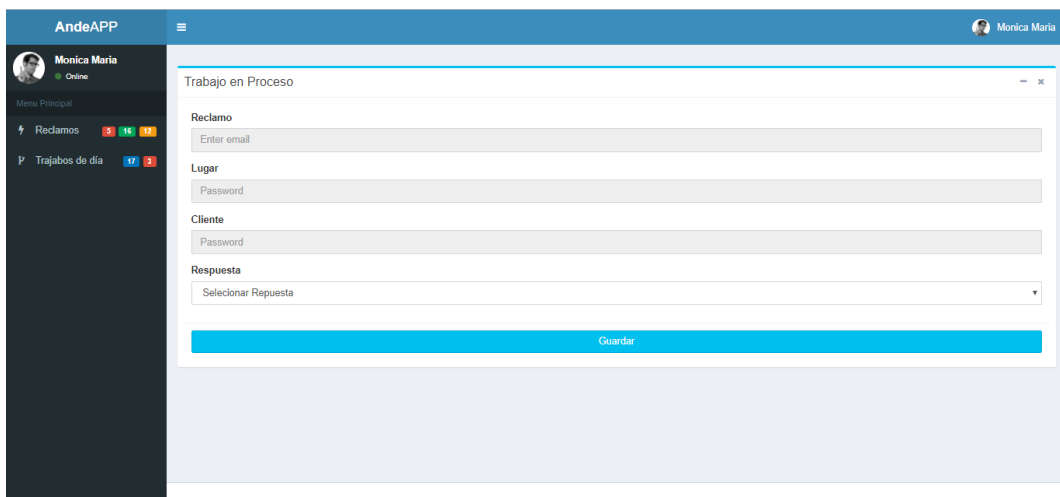 AndeAPP
Monica Maria
Monica Maria
Online
Menu Principal
Reclamos 5 16 12
Trajabos de día 17 3
Trabajo en Proceso
Reclamo
Enter email
Lugar
Password
Cliente
Password
Respuesta
Selecionar Repuesta
Guardar